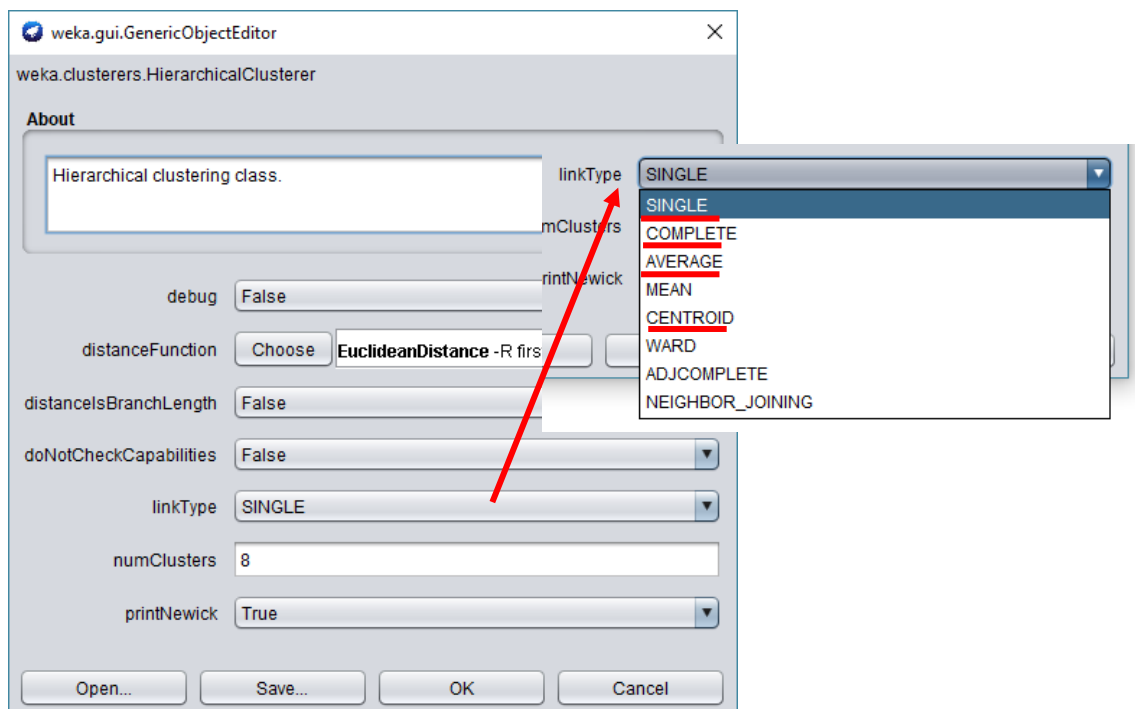 weka.gui.GenericObjectEditor
weka.clusterers.HierarchicalClusterer
About
Hierarchical clustering class.
debug False
distanceFunction Choose EuclideanDistance -R firs
distanceIsBranchLength False
doNotCheckCapabilities False
linkType SINGLE
numClusters 8
printNewick True
Open... Save... OK Cancel
linkType SINGLE
SINGLE
mClusters
COMPLETE
AVERAGE
rintNewick
MEAN
CENTROID
WARD
ADJCOMPLETE
NEIGHBOR_JOINING